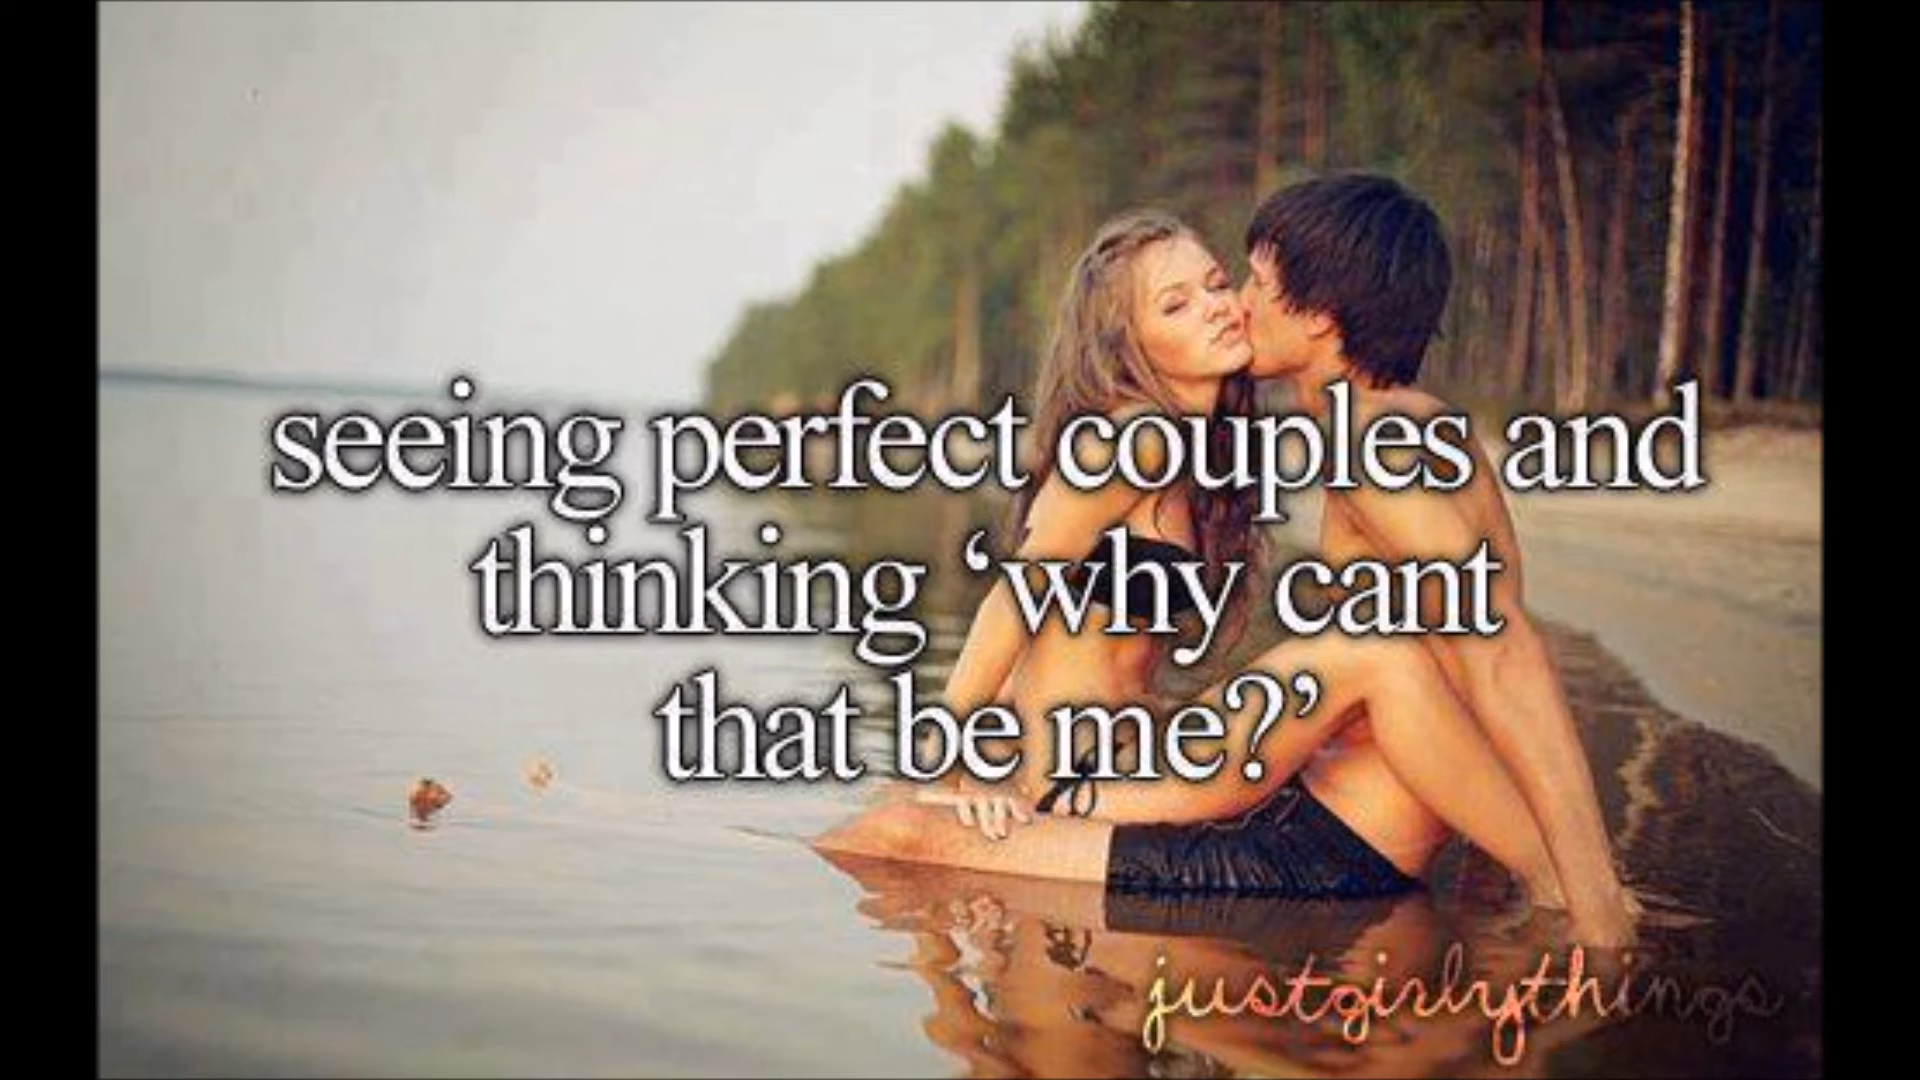 seeing perfect couples and
thinking ‘why cant
that be me?’
justgirlythings